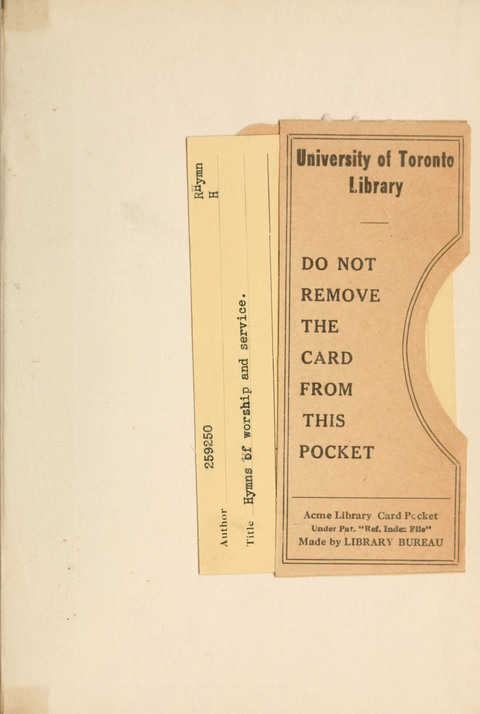 RHymn
H
259250
Author
Title Hymns of worship and service.
University of Toronto
Library
DO NOT
REMOVE
THE
CARD
FROM
THIS
POCKET
Acme Library Card Pocket
Under Pat. "Ref. Index File"
Made by LIBRARY BUREAU